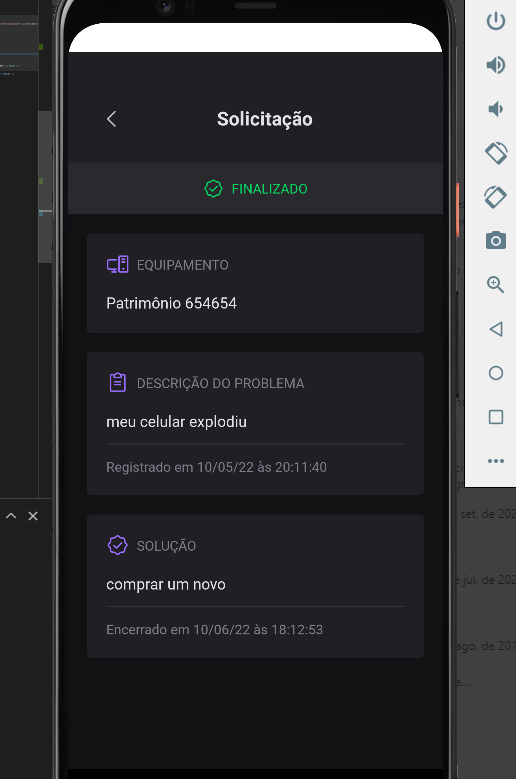 Solicitação
FINALIZADO
EQUIPAMENTO
Patrimônio 654654
DESCRIÇÃO DO PROBLEMA
meu celular explodiu
Registrado em 10/05/22 às 20:11:40
SOLUÇÃO
comprar um novo
Encerrado em 10/06/22 às 18:12:53
set. de 202
jul. de 202
ago. de 201